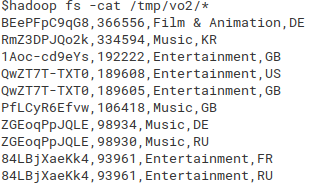 $hadoop fs -cat /tmp/vo2/*
BEePFpC9qG8,366556,Film & Animation,DE
RmZ3DPJQo2k,334594,Music,KR
1Aoc-cd9eYs,192222,Entertainment,GB
QwZT7T-TXT0,189608,Entertainment,US
QwZT7T-TXT0,189605,Entertainment,GB
PfLCyR6Efvw,106418,Music,GB
ZGEoqPpJQLE,98934,Music,DE
ZGEoqPpJQLE,98930,Music,RU
84LBjXaeKk4,93961,Entertainment,FR
84LBjXaeKk4,93961,Entertainment,RU